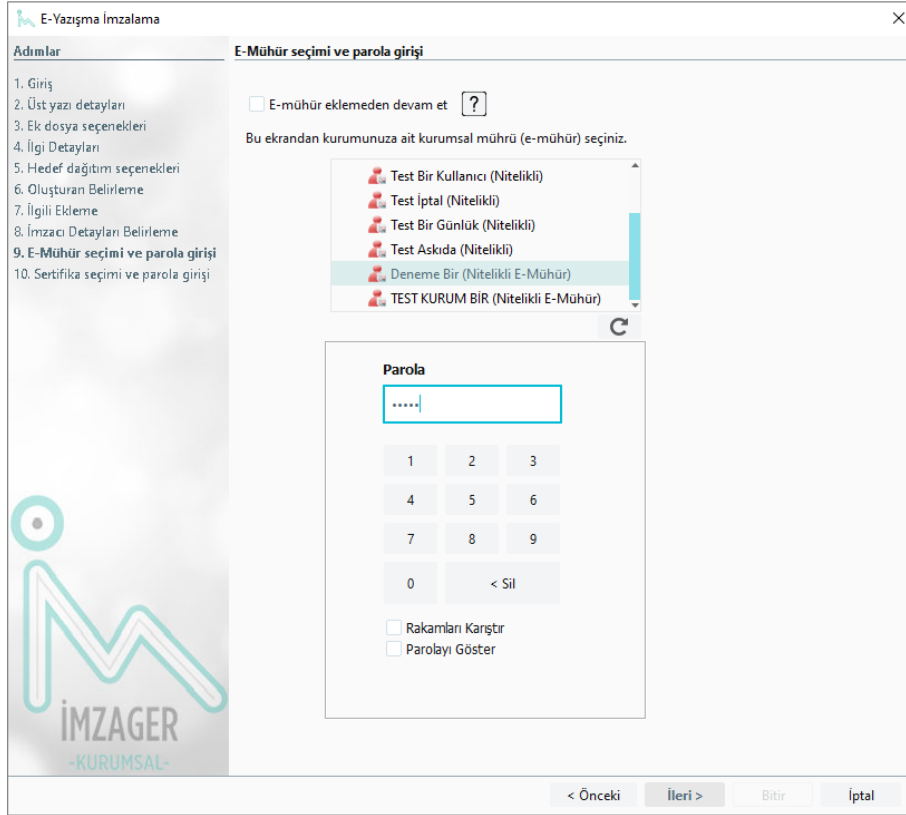 E-Yazışma İmzalama
Adımlar
1. Giriş
2. Üst yazı detayları
3. Ek dosya seçenekleri
4. İlgi Detayları
5. Hedef dağıtım seçenekleri
6. Oluşturan Belirleme
7. İlgili Ekleme
8. İmzacı Detayları Belirleme
9. E-Mühür seçimi ve parola girişi
10. Sertifika seçimi ve parola girişi
İMZAGER
-KURUMSAL-
E-Mühür seçimi ve parola girişi
E-mühür eklemeden devam et ?
Bu ekrandan kurumunuza ait kurumsal mührü (e-mühür) seçiniz.
Test Bir Kullanıcı (Nitelikli)
Test İptal (Nitelikli)
Test Bir Günlük (Nitelikli)
Test Askıda (Nitelikli)
Deneme Bir (Nitelikli E-Mühür)
TEST KURUM BİR (Nitelikli E-Mühür)
Parola
•••••
1 2 3
4 5 6
7 8 9
0 < Sil
Rakamları Karıştır
Parolayı Göster
< Önceki İleri > Bitir İptal